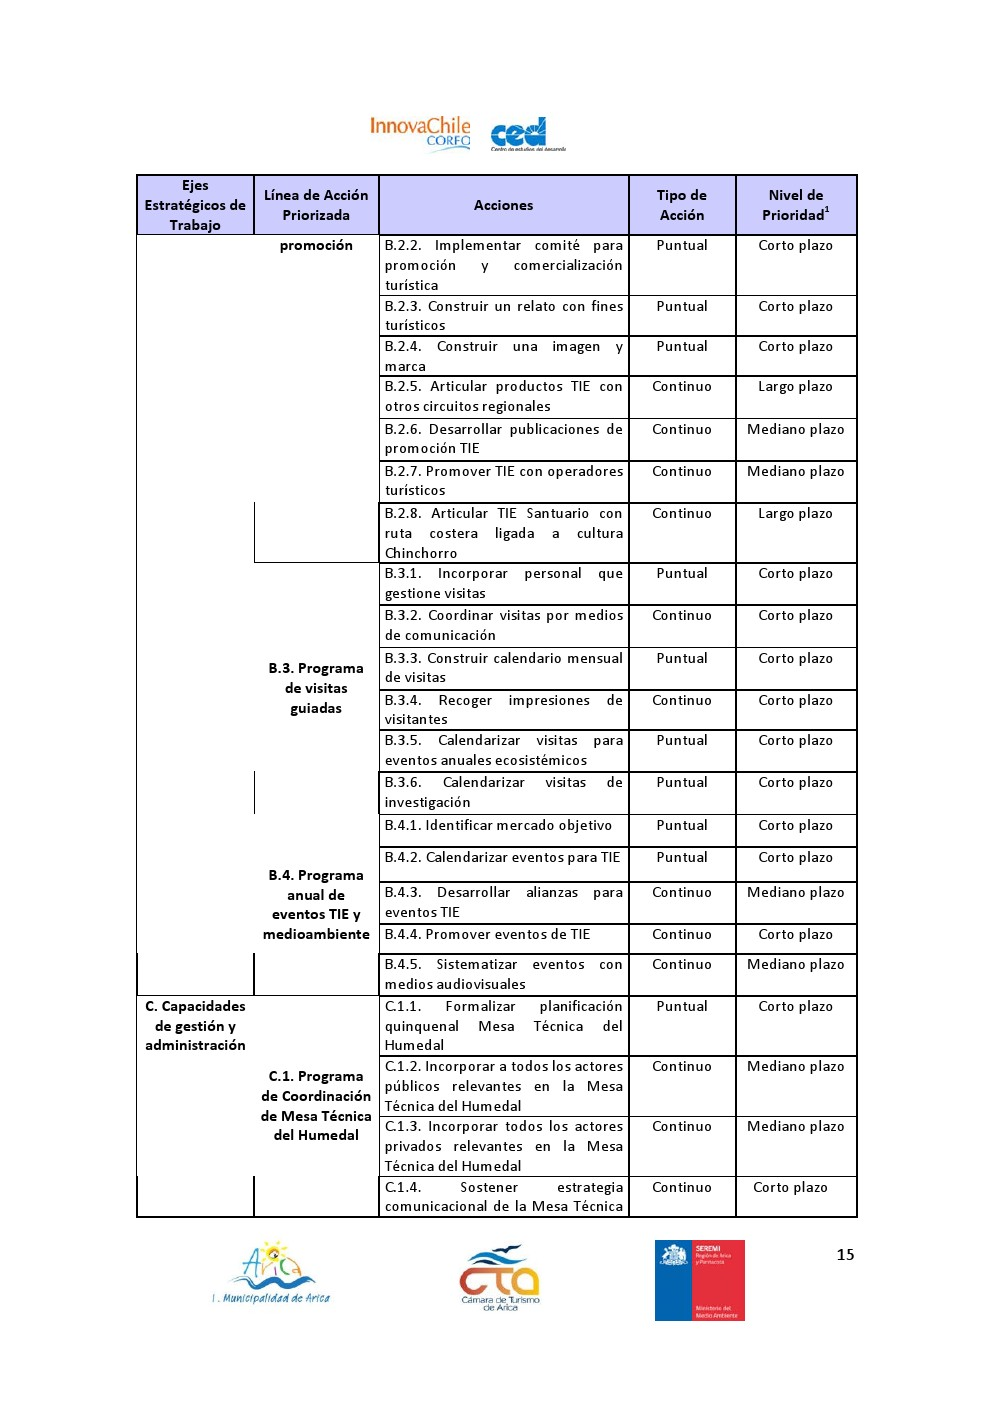 InnovaChile
CORFO
ced
Centro de estudios del desarrollo
Ejes
Estratégicos de
Trabajo
Línea de Acción
Priorizada
Acciones
Tipo de
Acción
Nivel de
Prioridad1
promoción
B.2.2. Implementar comité para
promoción y comercialización
turística
Puntual
Corto plazo
B.2.3. Construir un relato con fines
turísticos
Puntual
Corto plazo
B.2.4. Construir una imagen y
marca
Puntual
Corto plazo
B.2.5. Articular productos TIE con
otros circuitos regionales
Continuo
Largo plazo
B.2.6. Desarrollar publicaciones de
promoción TIE
Continuo
Mediano plazo
B.2.7. Promover TIE con operadores
turísticos
Continuo
Mediano plazo
B.2.8. Articular TIE Santuario con
ruta costera ligada a cultura
Chinchorro
Continuo
Largo plazo
B.3. Programa
de visitas
guiadas
B.3.1. Incorporar personal que
gestione visitas
Puntual
Corto plazo
B.3.2. Coordinar visitas por medios
de comunicación
Continuo
Corto plazo
B.3.3. Construir calendario mensual
de visitas
Puntual
Corto plazo
B.3.4. Recoger impresiones de
visitantes
Continuo
Corto plazo
B.3.5. Calendarizar visitas para
eventos anuales ecosistémicos
Puntual
Corto plazo
B.3.6. Calendarizar visitas de
investigación
Puntual
Corto plazo
B.4. Programa
anual de
eventos TIE y
medioambiente
B.4.1. Identificar mercado objetivo
Puntual
Corto plazo
B.4.2. Calendarizar eventos para TIE
Puntual
Corto plazo
B.4.3. Desarrollar alianzas para
eventos TIE
Continuo
Mediano plazo
B.4.4. Promover eventos de TIE
Continuo
Corto plazo
B.4.5. Sistematizar eventos con
medios audiovisuales
Continuo
Mediano plazo
C. Capacidades
de gestión y
administración
C.1. Programa
de Coordinación
de Mesa Técnica
del Humedal
C.1.1. Formalizar planificación
quinquenal Mesa Técnica del
Humedal
Puntual
Corto plazo
C.1.2. Incorporar a todos los actores
públicos relevantes en la Mesa
Técnica del Humedal
Continuo
Mediano plazo
C.1.3. Incorporar todos los actores
privados relevantes en la Mesa
Técnica del Humedal
Continuo
Mediano plazo
C.1.4. Sostener estrategia
comunicacional de la Mesa Técnica
Continuo
Corto plazo
Arica
I. Municipalidad de Arica
CTA
Cámara de Turismo
de Arica
SEREMI
Región de Arica
y Parinacota
Ministerio del
Medio Ambiente
15